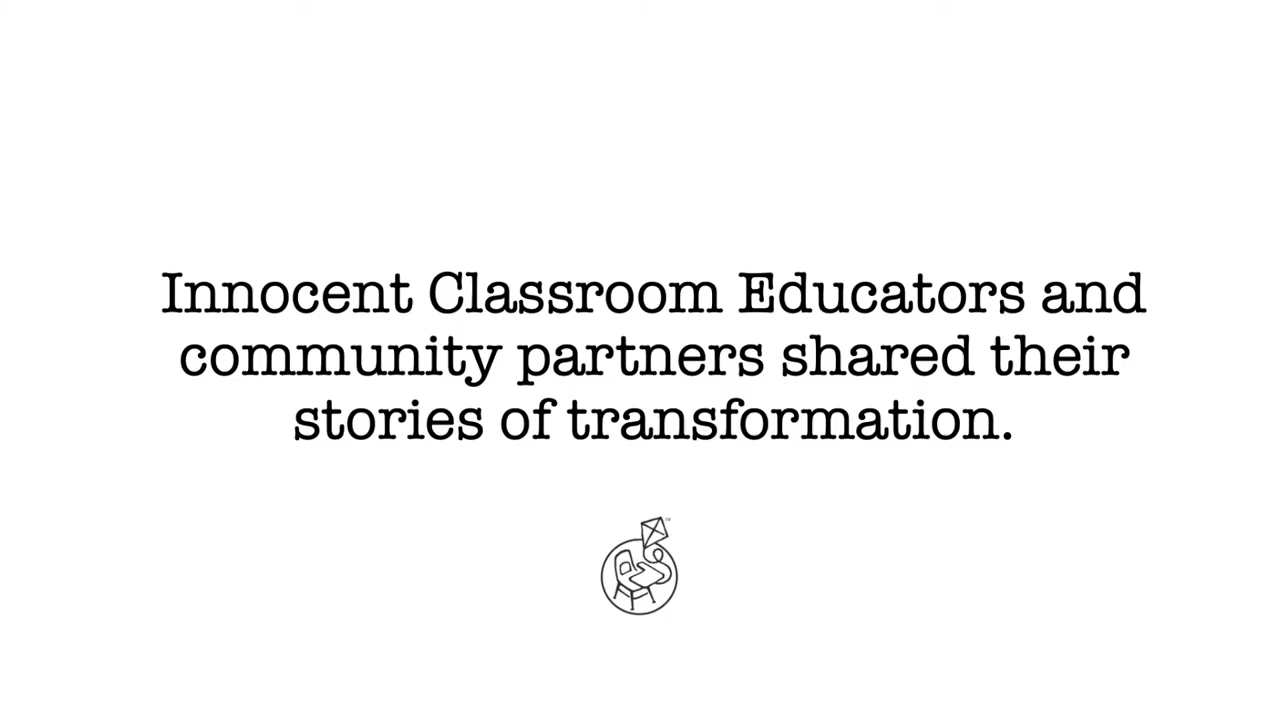 Innocent Classroom Educators and
community partners shared their
stories of transformation.